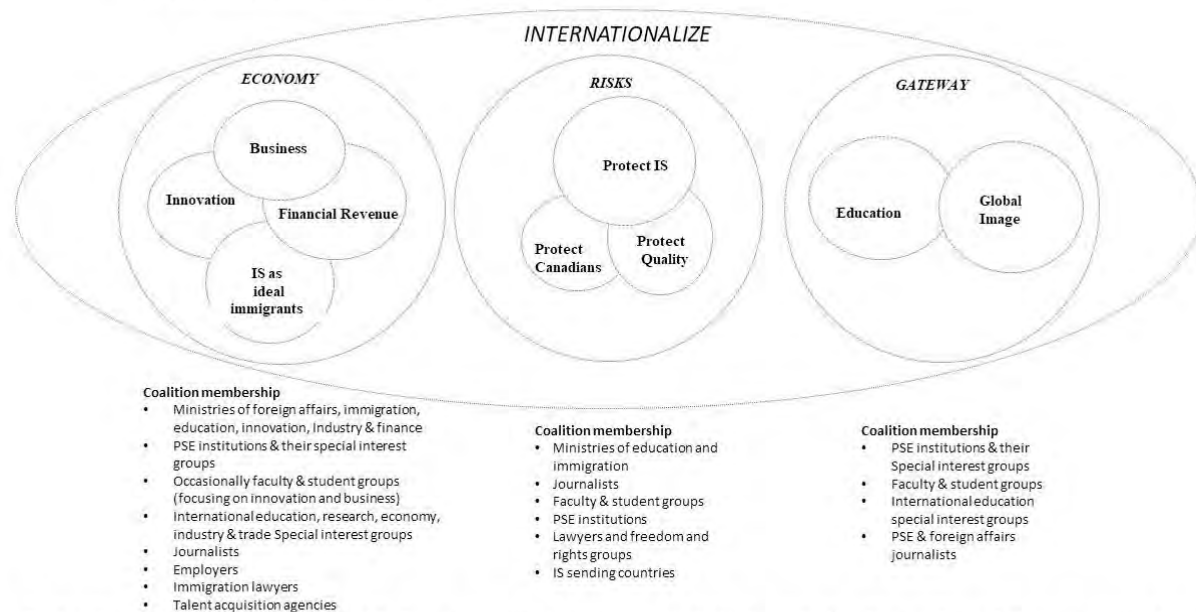 INTERNATIONALIZE
ECONOMY
Business
Innovation
Financial Revenue
IS as
ideal
immigrants
RISKS
Protect IS
Protect
Canadians
Protect
Quality
GATEWAY
Education
Global
Image
Coalition membership
• Ministries of foreign affairs, immigration,
education, innovation, Industry & finance
• PSE institutions & their special interest
groups
• Occasionally faculty & student groups
(focusing on innovation and business)
• International education, research, economy,
industry & trade Special interest groups
• Journalists
• Employers
• Immigration lawyers
• Talent acquisition agencies
Coalition membership
• Ministries of education and
immigration
• Journalists
• Faculty & student groups
• PSE institutions
• Lawyers and freedom and
rights groups
• IS sending countries
Coalition membership
• PSE institutions & their
Special interest groups
• Faculty & student groups
• International education
special interest groups
• PSE & foreign affairs
journalists